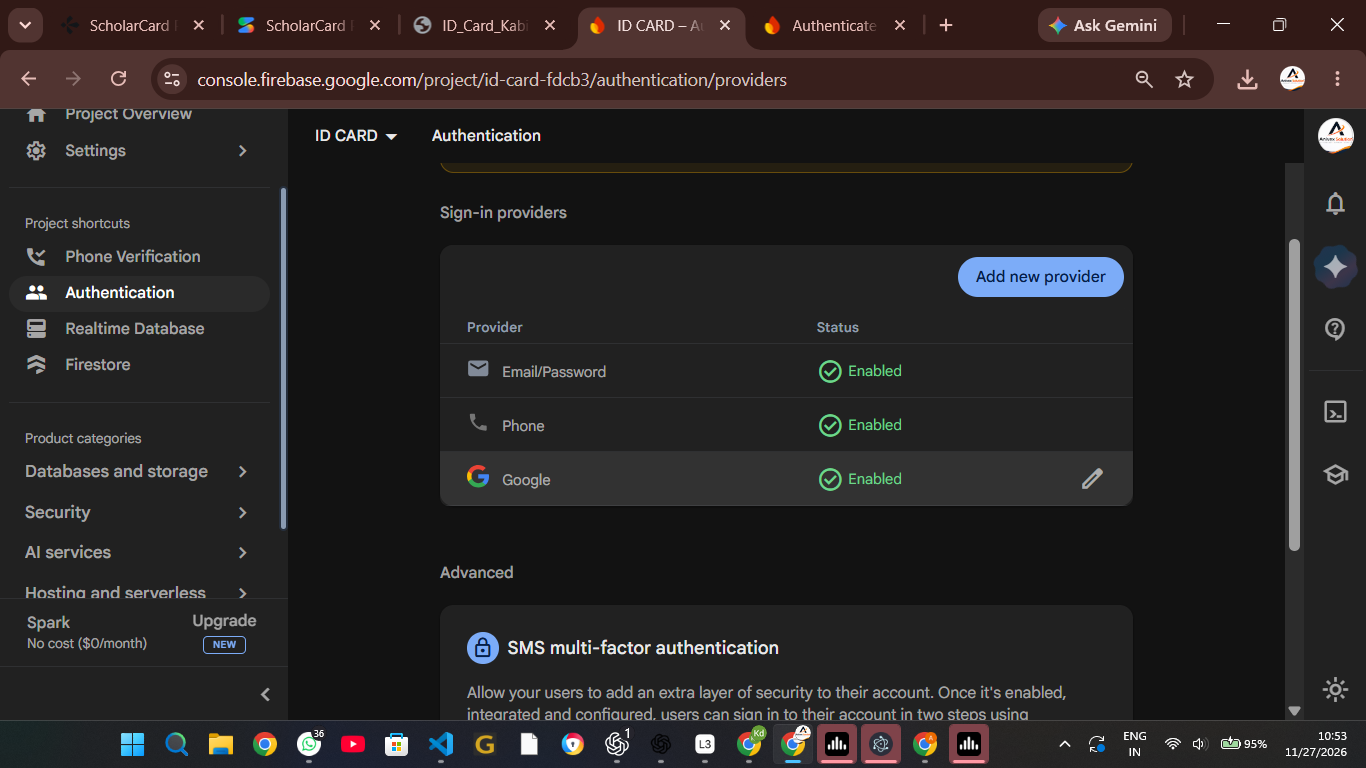 ScholarCard
ScholarCard
ID_Card_Kabi
ID CARD – Au
Authenticate
Ask Gemini
console.firebase.google.com/project/id-card-fdcb3/authentication/providers
Project Overview
Settings
Project shortcuts
Phone Verification
Authentication
Realtime Database
Firestore
Product categories
Databases and storage
Security
AI services
Hosting and serverless
Spark
No cost ($0/month)
Upgrade
NEW
ID CARD
Authentication
Sign-in providers
Add new provider
Provider
Status
Email/Password
Enabled
Phone
Enabled
Google
Enabled
Advanced
SMS multi-factor authentication
Allow your users to add an extra layer of security to their account. Once it's enabled,
integrated and configured, users can sign in to their account in two steps using
36
1
L3
Kd
ENG
IN
95%
10:53
11/27/2026